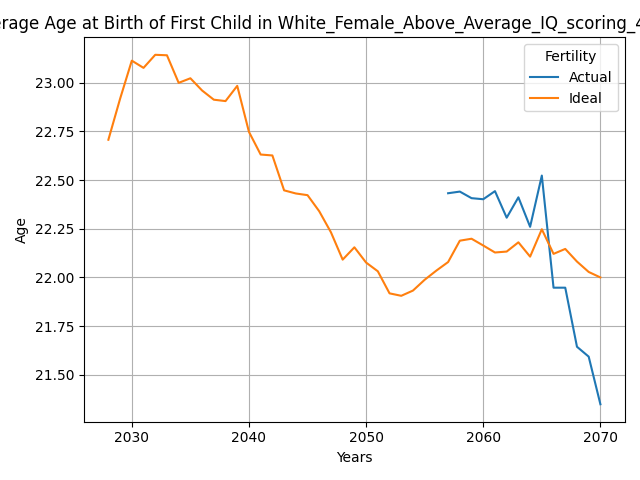 erage Age at Birth of First Child in White_Female_Above_Average_IQ_scoring_4
Fertility
Actual
Ideal
23.00
22.75
22.50
22.25
22.00
21.75
21.50
Age
2030 2040 2050 2060 2070
Years